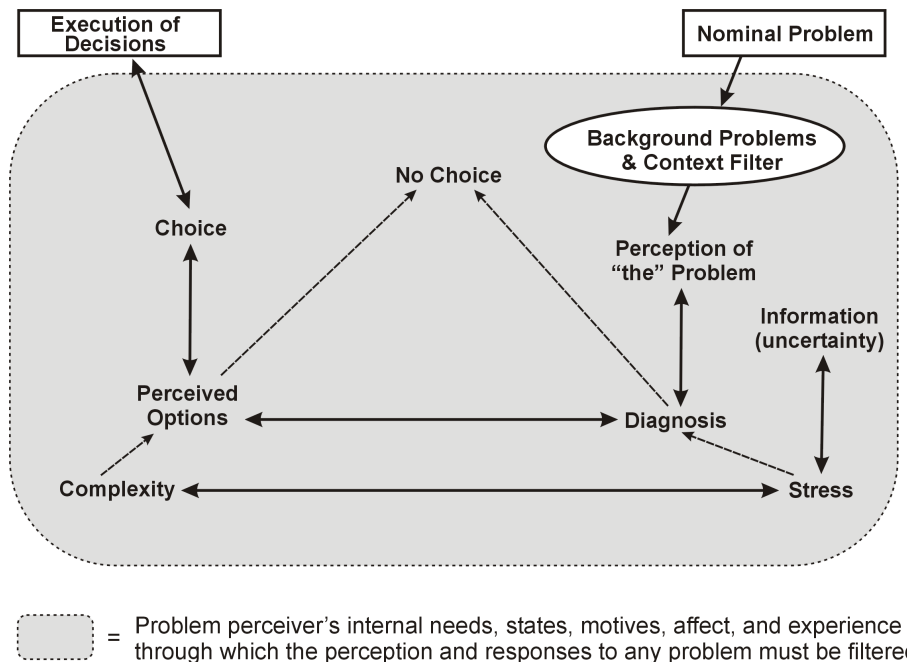 Execution of
Decisions
Nominal Problem
Background Problems
& Context Filter
No Choice
Choice
Perception of
“the” Problem
Information
(uncertainty)
Perceived
Options
Diagnosis
Complexity
Stress
= Problem perceiver’s internal needs, states, motives, affect, and experience
through which the perception and responses to any problem must be filtered